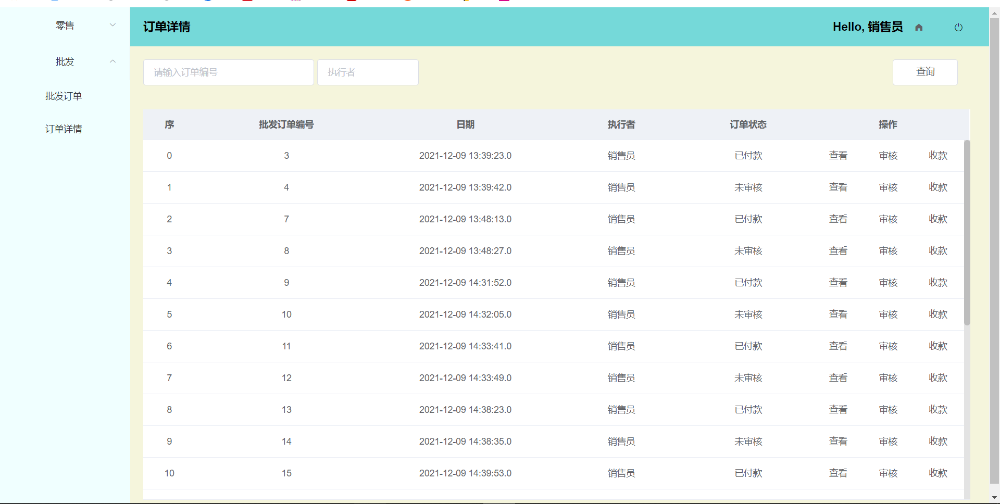 零售
批发
批发订单
订单详情
订单详情
Hello, 销售员
请输入订单编号 执行者 查询
序 批发订单编号 日期 执行者 订单状态 操作
0 3 2021-12-09 13:39:23.0 销售员 已付款 查看 审核 收款
1 4 2021-12-09 13:39:42.0 销售员 未审核 查看 审核 收款
2 7 2021-12-09 13:48:13.0 销售员 已付款 查看 审核 收款
3 8 2021-12-09 13:48:27.0 销售员 未审核 查看 审核 收款
4 9 2021-12-09 14:31:52.0 销售员 已付款 查看 审核 收款
5 10 2021-12-09 14:32:05.0 销售员 未审核 查看 审核 收款
6 11 2021-12-09 14:33:41.0 销售员 已付款 查看 审核 收款
7 12 2021-12-09 14:33:49.0 销售员 未审核 查看 审核 收款
8 13 2021-12-09 14:38:23.0 销售员 已付款 查看 审核 收款
9 14 2021-12-09 14:38:35.0 销售员 未审核 查看 审核 收款
10 15 2021-12-09 14:39:53.0 销售员 已付款 查看 审核 收款